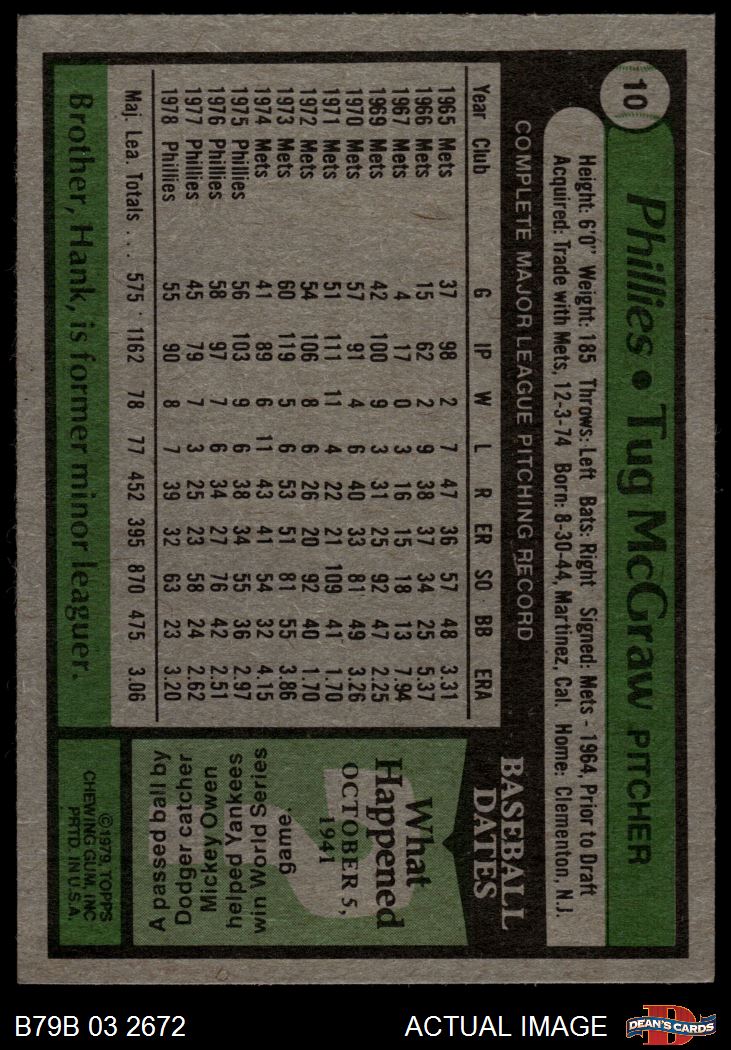 10
Phillies • Tug McGraw PITCHER
Height: 6'0" Weight: 185 Throws: Left Bats: Right Signed: Mets - 1964, Prior to Draft
Acquired: Trade with Mets, 12-3-74 Born: 8-30-44, Martinez, Cal. Home: Clementon, N.J.
COMPLETE MAJOR LEAGUE PITCHING RECORD
Year Club G IP W L R ER SO BB ERA
1965 Mets 37 98 2 7 47 36 57 48 3.31
1966 Mets 15 62 2 9 38 37 34 25 5.37
1967 Mets 4 17 0 3 16 15 18 13 7.94
1969 Mets 42 100 9 3 31 25 92 47 2.25
1970 Mets 57 91 4 6 40 33 81 49 3.26
1971 Mets 51 111 11 4 22 21 109 41 1.70
1972 Mets 54 106 8 6 26 20 92 40 1.70
1973 Mets 60 119 5 6 53 51 81 55 3.86
1974 Mets 41 89 6 11 43 41 54 32 4.15
1975 Phillies 56 103 9 6 38 34 55 36 2.97
1976 Phillies 58 97 7 6 34 27 76 42 2.51
1977 Phillies 45 79 7 3 25 23 58 24 2.62
1978 Phillies 55 90 8 7 39 32 63 23 3.20
Maj. Lea. Totals . . . 575 1162 78 77 452 395 870 475 3.06
Brother, Hank, is former minor leaguer.
BASEBALL
DATES
What
Happened
OCTOBER 5,
1941
?
A passed ball by
Dodger catcher
Mickey Owen
helped Yankees
win World Series
game.
©1979, TOPPS
CHEWING GUM, INC
PRTD. IN U.S.A.
B79B 03 2672
ACTUAL IMAGE
D
DEAN'S CARDS